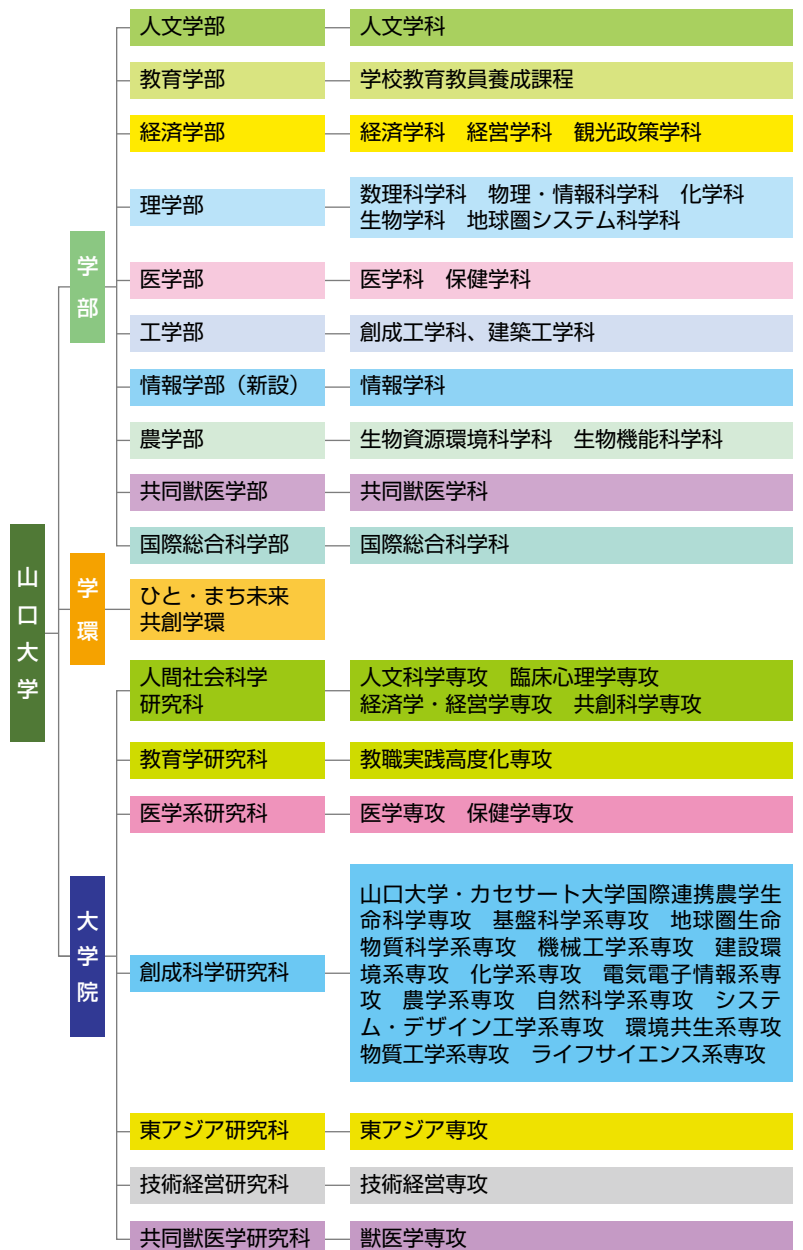 山口大学
学部
人文学部
人文学科
教育学部
学校教育教員養成課程
経済学部
経済学科　経営学科　観光政策学科
理学部
数理科学科　物理・情報科学科　化学科
生物学科　地球圏システム科学科
医学部
医学科　保健学科
工学部
創成工学科、建築工学科
情報学部（新設）
情報学科
農学部
生物資源環境科学科　生物機能科学科
共同獣医学部
共同獣医学科
国際総合科学部
国際総合科学科
学環
ひと・まち未来
共創学環
大学院
人間社会科学
研究科
人文科学専攻　臨床心理学専攻
経済学・経営学専攻　共創科学専攻
教育学研究科
教職実践高度化専攻
医学系研究科
医学専攻　保健学専攻
創成科学研究科
山口大学・カセサート大学国際連携農学生
命科学専攻　基盤科学系専攻　地球圏生命
物質科学系専攻　機械工学系専攻　建設環
境系専攻　化学系専攻　電気電子情報系専
攻　農学系専攻　自然科学系専攻　システ
ム・デザイン工学系専攻　環境共生系専攻
物質工学系専攻　ライフサイエンス系専攻
東アジア研究科
東アジア専攻
技術経営研究科
技術経営専攻
共同獣医学研究科
獣医学専攻